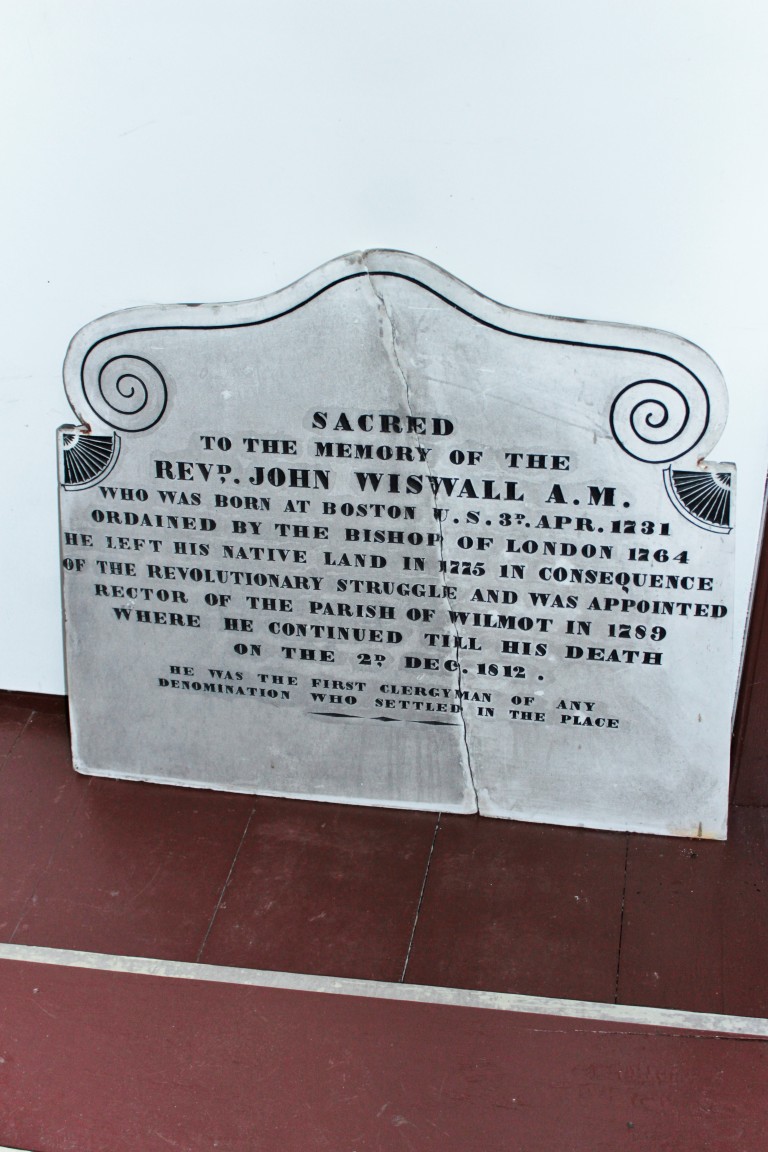 SACRED
TO THE MEMORY OF THE
REVD. JOHN WISWALL A.M.
WHO WAS BORN AT BOSTON U.S. 3D. APR. 1731
ORDAINED BY THE BISHOP OF LONDON 1764
HE LEFT HIS NATIVE LAND IN 1775 IN CONSEQUENCE
OF THE REVOLUTIONARY STRUGGLE AND WAS APPOINTED
RECTOR OF THE PARISH OF WILMOT IN 1789
WHERE HE CONTINUED TILL HIS DEATH
ON THE 2D DEC. 1812.
HE WAS THE FIRST CLERGYMAN OF ANY
DENOMINATION WHO SETTLED IN THE PLACE